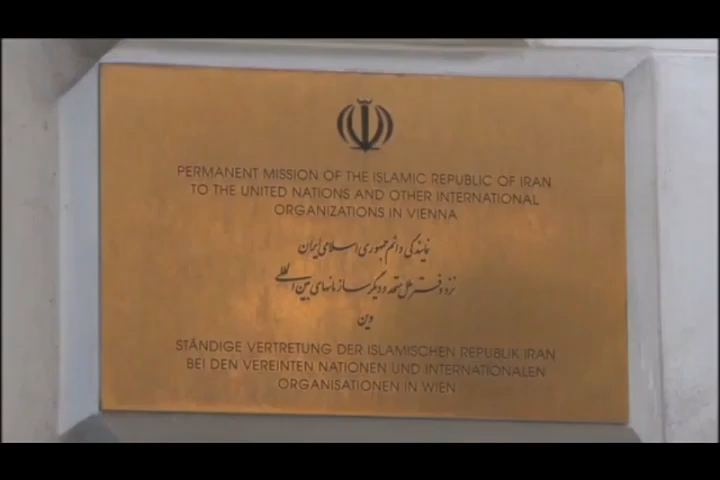 PERMANENT MISSION OF THE ISLAMIC REPUBLIC OF IRAN
TO THE UNITED NATIONS AND OTHER INTERNATIONAL
ORGANIZATIONS IN VIENNA
نمایندگی دائم جمهوری اسلامی ایران
نزد دفتر ملل متحد و دیگر سازمانهای بین المللی
وین
STÄNDIGE VERTRETUNG DER ISLAMISCHEN REPUBLIK IRAN
BEI DEN VEREINTEN NATIONEN UND INTERNATIONALEN
ORGANISATIONEN IN WIEN